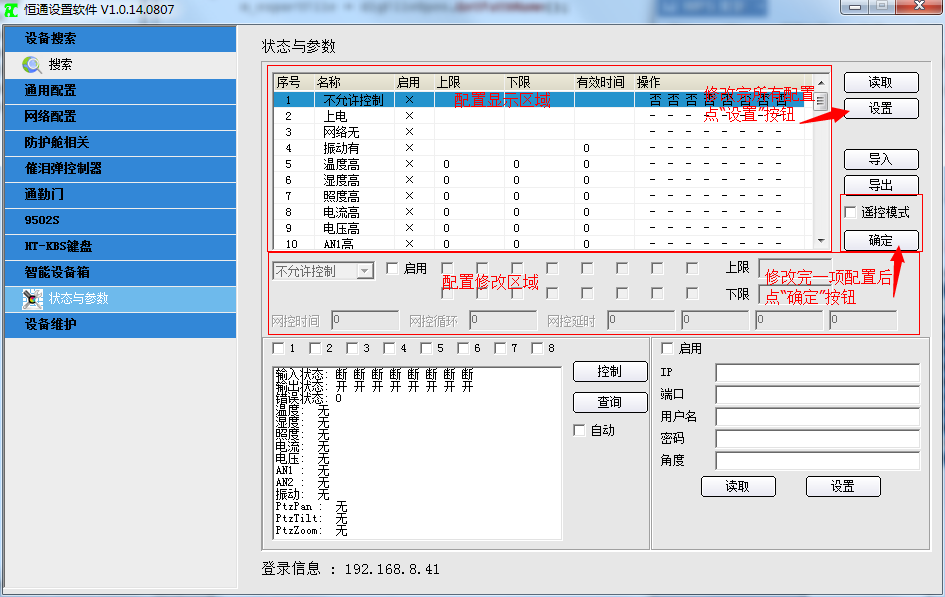 恒通设置软件 V1.0.14.0807
设备搜索
搜索
通用配置
网络配置
防护舱相关
催泪弹控制器
通勤门
9502S
HT-KBS键盘
智能设备箱
状态与参数
设备维护
状态与参数
序号 名称 启用 上限 下限 有效时间 操作
1 不允许控制 × 否 否 否 否 否 否 否 否
2 上电 × - - - - - - - -
3 网络无 × - - - - - - - -
4 振动有 × 0 - - - - - - - -
5 温度高 × 0 0 0 - - - - - - - -
6 湿度高 × 0 0 0 - - - - - - - -
7 照度高 × 0 0 0 - - - - - - - -
8 电流高 × 0 0 0 - - - - - - - -
9 电压高 × 0 0 0 - - - - - - - -
10 AN1高 × 0 0 0 - - - - - - - -
配置显示区域
修改完所有配置
点“设置”按钮
读取
设置
导入
导出
遥控模式
确定
不允许控制 启用 上限
下限
配置修改区域
修改完一项配置后
点“确定”按钮
网控时间 0 网控循环 0 网控延时 0 0 0 0
1 2 3 4 5 6 7 8
输入状态: 断 断 断 断 断 断 断 断
输出状态: 开 开 开 开 开 开 开 开
错误状态: 0
温度: 无
湿度: 无
照度: 无
电流: 无
电压: 无
AN1 : 无
AN2 : 无
振动: 无
PtzPan : 无
PtzTilt: 无
PtzZoom: 无
控制
查询
自动
启用
IP
端口
用户名
密码
角度
读取 设置
登录信息 : 192.168.8.41